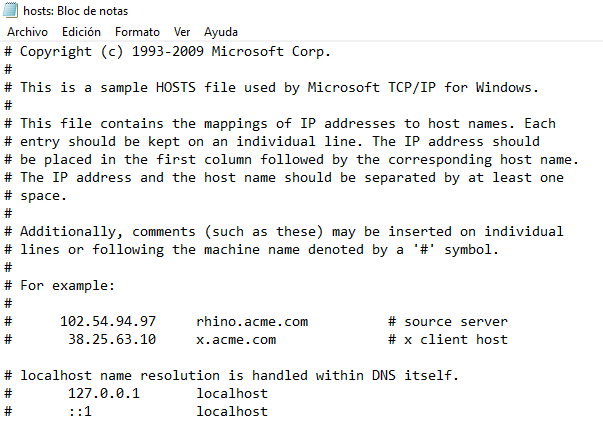 hosts: Bloc de notas
Archivo Edición Formato Ver Ayuda
# Copyright (c) 1993-2009 Microsoft Corp.
#
# This is a sample HOSTS file used by Microsoft TCP/IP for Windows.
#
# This file contains the mappings of IP addresses to host names. Each
# entry should be kept on an individual line. The IP address should
# be placed in the first column followed by the corresponding host name.
# The IP address and the host name should be separated by at least one
# space.
#
# Additionally, comments (such as these) may be inserted on individual
# lines or following the machine name denoted by a '#' symbol.
#
# For example:
#
#      102.54.94.97     rhino.acme.com          # source server
#       38.25.63.10     x.acme.com              # x client host

# localhost name resolution is handled within DNS itself.
#       127.0.0.1       localhost
#       ::1             localhost